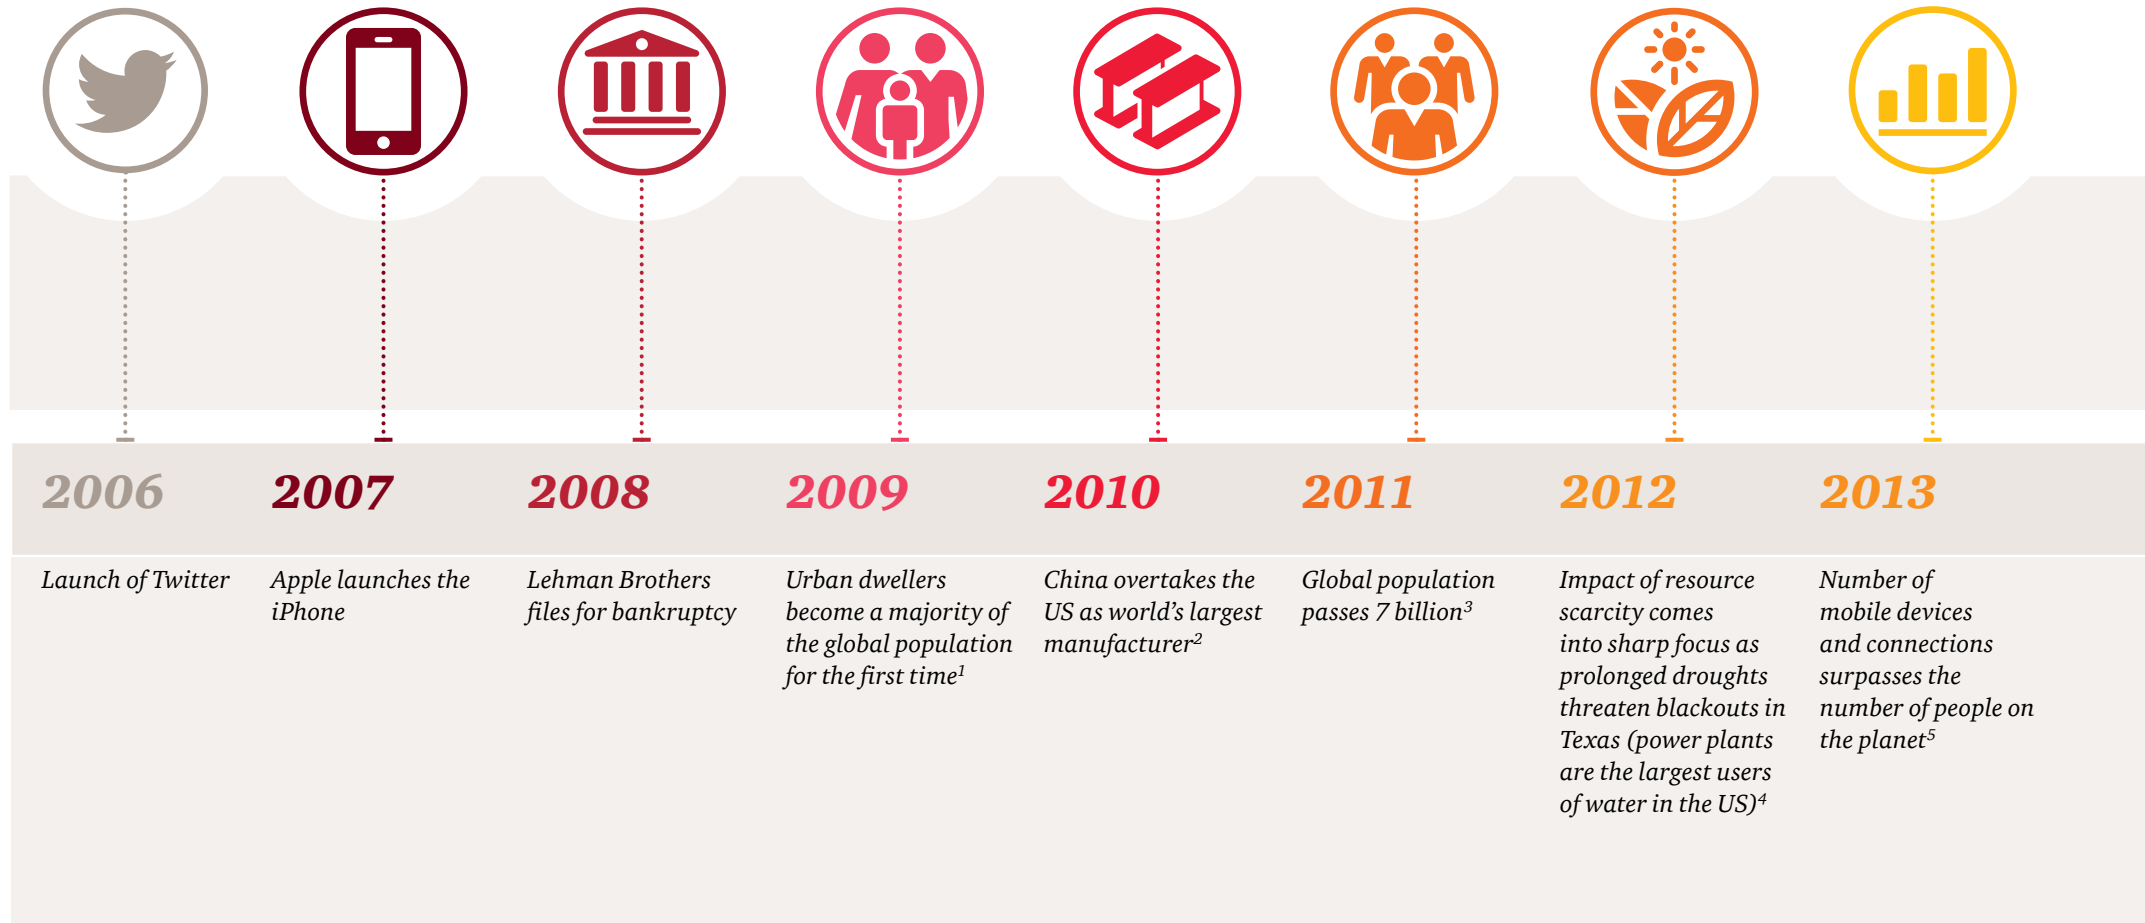 2006
2007
2008
2009
2010
2011
2012
2013
Launch of Twitter
Apple launches the
iPhone
Lehman Brothers
files for bankruptcy
Urban dwellers
become a majority of
the global population
for the first time¹
China overtakes the
US as world’s largest
manufacturer²
Global population
passes 7 billion³
Impact of resource
scarcity comes
into sharp focus as
prolonged droughts
threaten blackouts in
Texas (power plants
are the largest users
of water in the US)⁴
Number of
mobile devices
and connections
surpasses the
number of people on
the planet⁵